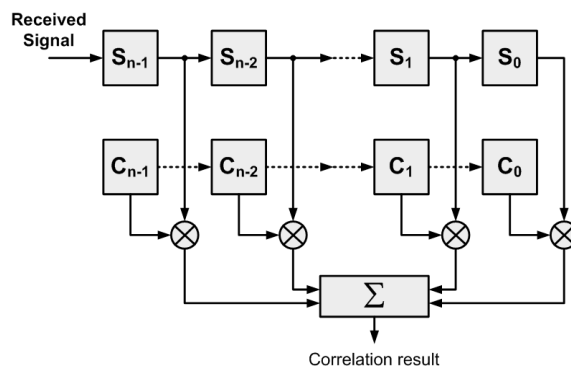 Received
Signal
Sn-1 Sn-2 S1 S0
Cn-1 Cn-2 C1 C0
Σ
Correlation result